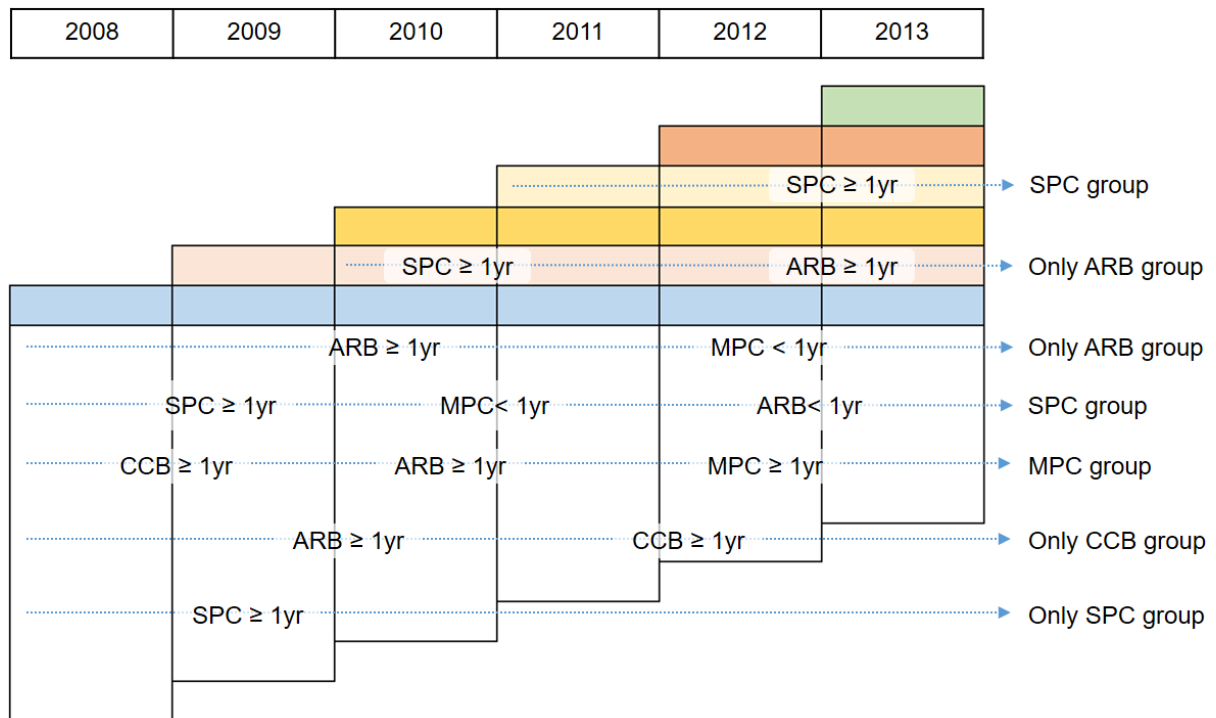 2008 2009 2010 2011 2012 2013
SPC ≥ 1yr SPC group
SPC ≥ 1yr ARB ≥ 1yr Only ARB group
ARB ≥ 1yr MPC < 1yr Only ARB group
SPC ≥ 1yr MPC< 1yr ARB< 1yr SPC group
CCB ≥ 1yr ARB ≥ 1yr MPC ≥ 1yr MPC group
ARB ≥ 1yr CCB ≥ 1yr Only CCB group
SPC ≥ 1yr Only SPC group